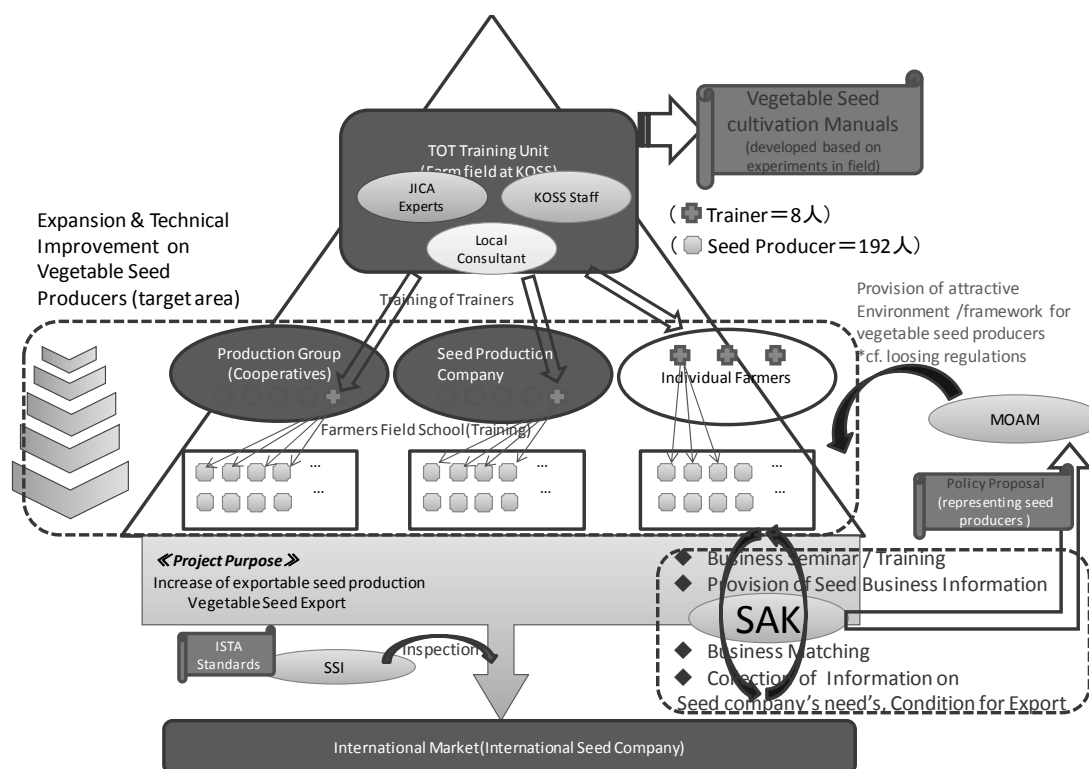 TOT Training Unit
(Farm field at KOSS)
JICA
Experts
KOSS Staff
Local
Consultant
Vegetable Seed
cultivation Manuals
(developed based on
experiments in field)
( Trainer＝8人)
( Seed Producer＝192人)
Expansion & Technical
Improvement on
Vegetable Seed
Producers (target area)
Training of Trainers
Provision of attractive
Environment /framework for
vegetable seed producers
*cf. loosing regulations
Production Group
(Cooperatives)
Seed Production
Company
Individual Farmers
MOAM
Farmers Field School(Training)
...
...
...
...
...
...
Policy Proposal
(representing seed
producers )
≪Project Purpose≫
Increase of exportable seed production
Vegetable Seed Export
◆ Business Seminar / Training
◆ Provision of Seed Business Information
SAK
◆ Business Matching
◆ Collection of Information on
Seed company's need's, Condition for Export
ISTA
Standards
SSI
Inspection
International Market(International Seed Company)